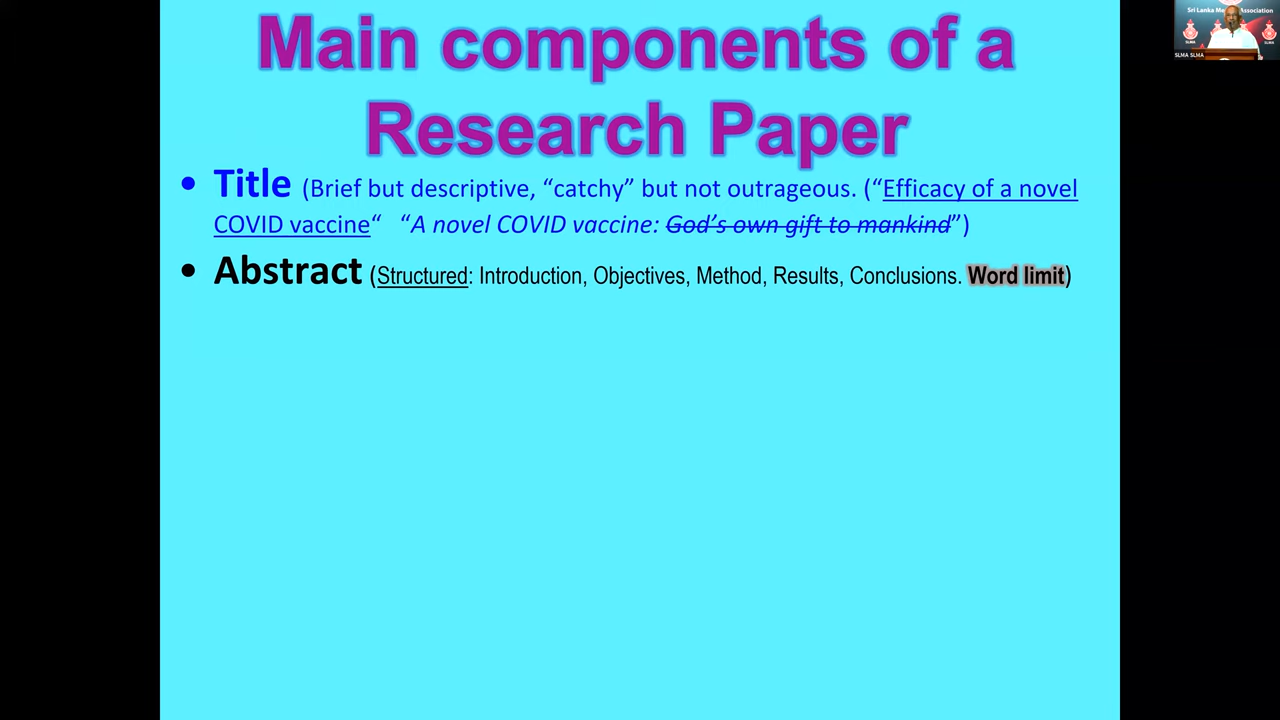 Main components of a
Research Paper
• Title (Brief but descriptive, “catchy” but not outrageous. (“Efficacy of a novel
COVID vaccine“ “A novel COVID vaccine: God’s own gift to mankind”)
• Abstract (Structured: Introduction, Objectives, Method, Results, Conclusions. Word limit)
Sri Lanka Association
SLMA
SLMA
SLMA SLMA